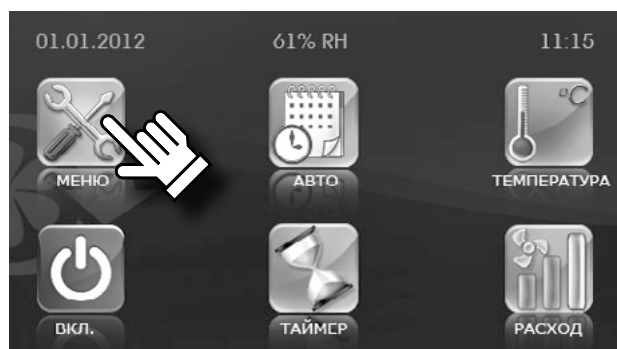 01.01.2012 61% RH 11:15
°C
МЕНЮ АВТО ТЕМПЕРАТУРА
ВКЛ. ТАЙМЕР РАСХОД